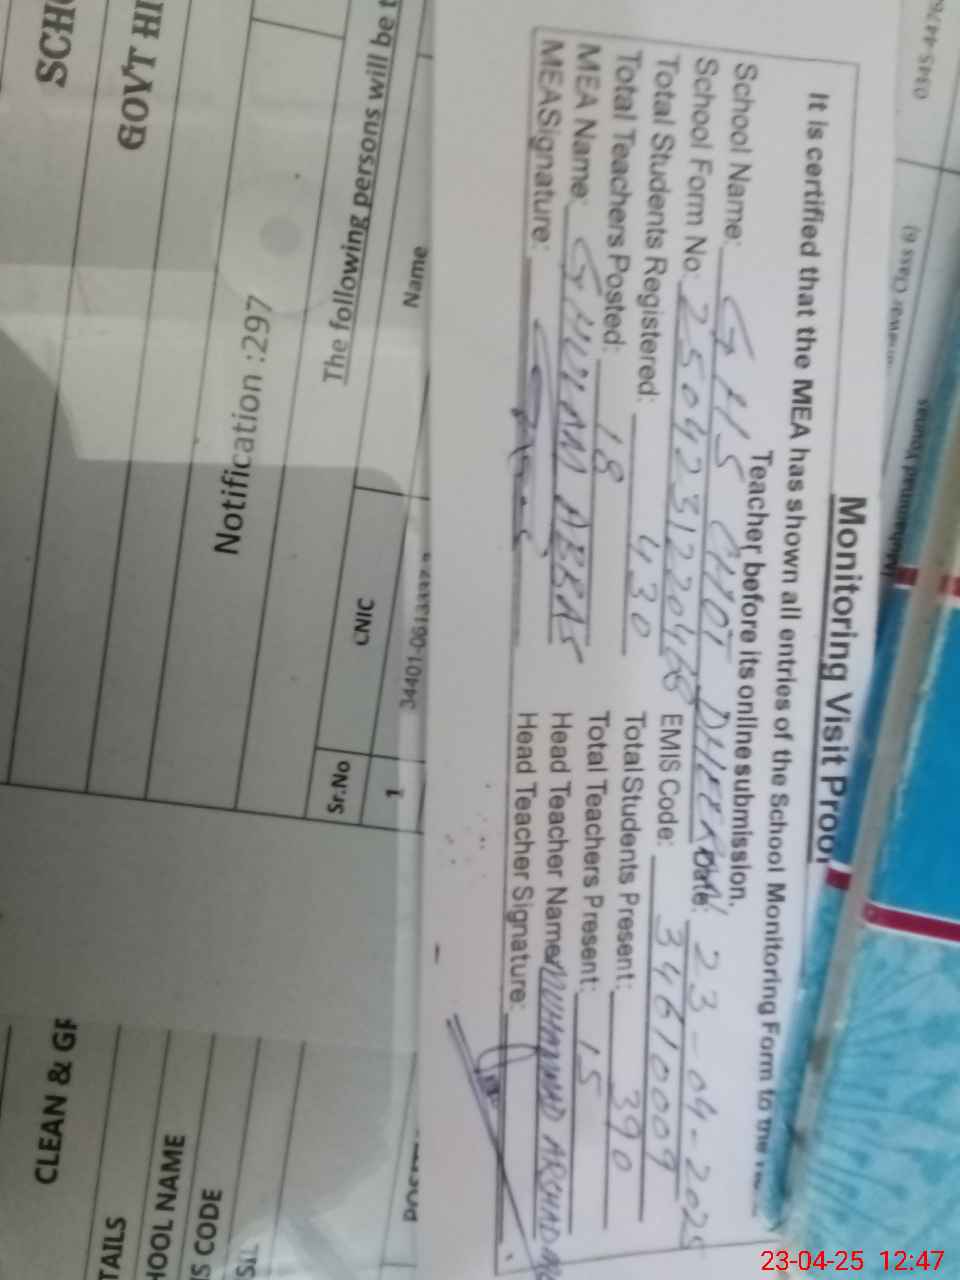 Monitoring Visit Proof
It is certified that the MEA has shown all entries of the School Monitoring Form to the
Teacher before its online submission.
School Name: GHS CHOT DHEERAN Date: 23-04-2025
School Form No: 2504231220468 EMIS Code: 34610009
Total Students Registered: 430 Total Students Present: 390
Total Teachers Posted: 18 Total Teachers Present: 15
MEA Name: GHULAM ABBAS Head Teacher Name: MUHAMMAD ARSHAD
MEA Signature: Head Teacher Signature:
SCHO
GOVT HI
Notification :297
The following persons will be t
Sr.No CNIC Name
1
CLEAN & GR
TAILS
HOOL NAME
IS CODE
23-04-25 12:47